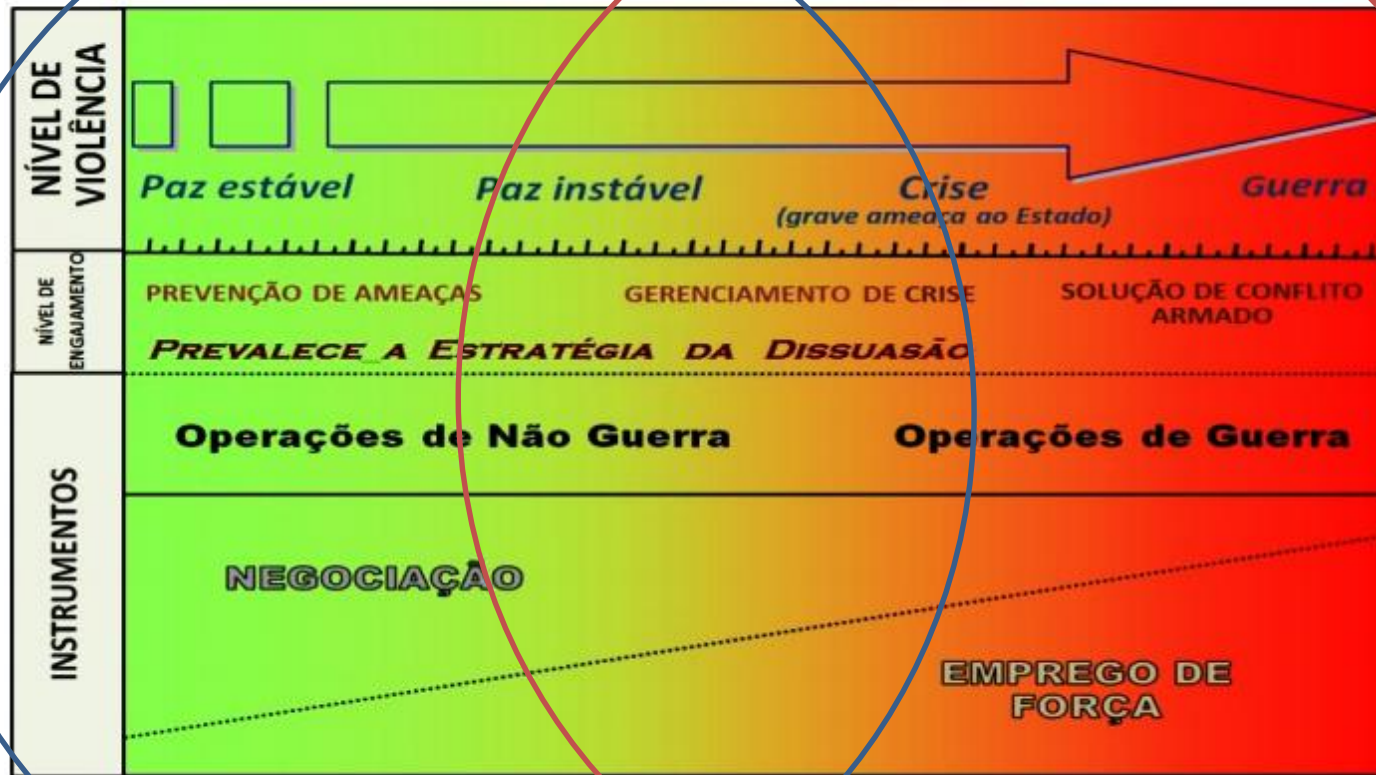 NÍVEL DE
VIOLÊNCIA
Paz estável
Paz instável
Crise
(grave ameaça ao Estado)
Guerra
NÍVEL DE
ENGAJAMENTO
PREVENÇÃO DE AMEAÇAS
GERENCIAMENTO DE CRISE
SOLUÇÃO DE CONFLITO
ARMADO
PREVALECE A ESTRATÉGIA DA DISSUASÃO
INSTRUMENTOS
Operações de Não Guerra
Operações de Guerra
NEGOCIAÇÃO
EMPREGO DE
FORÇA